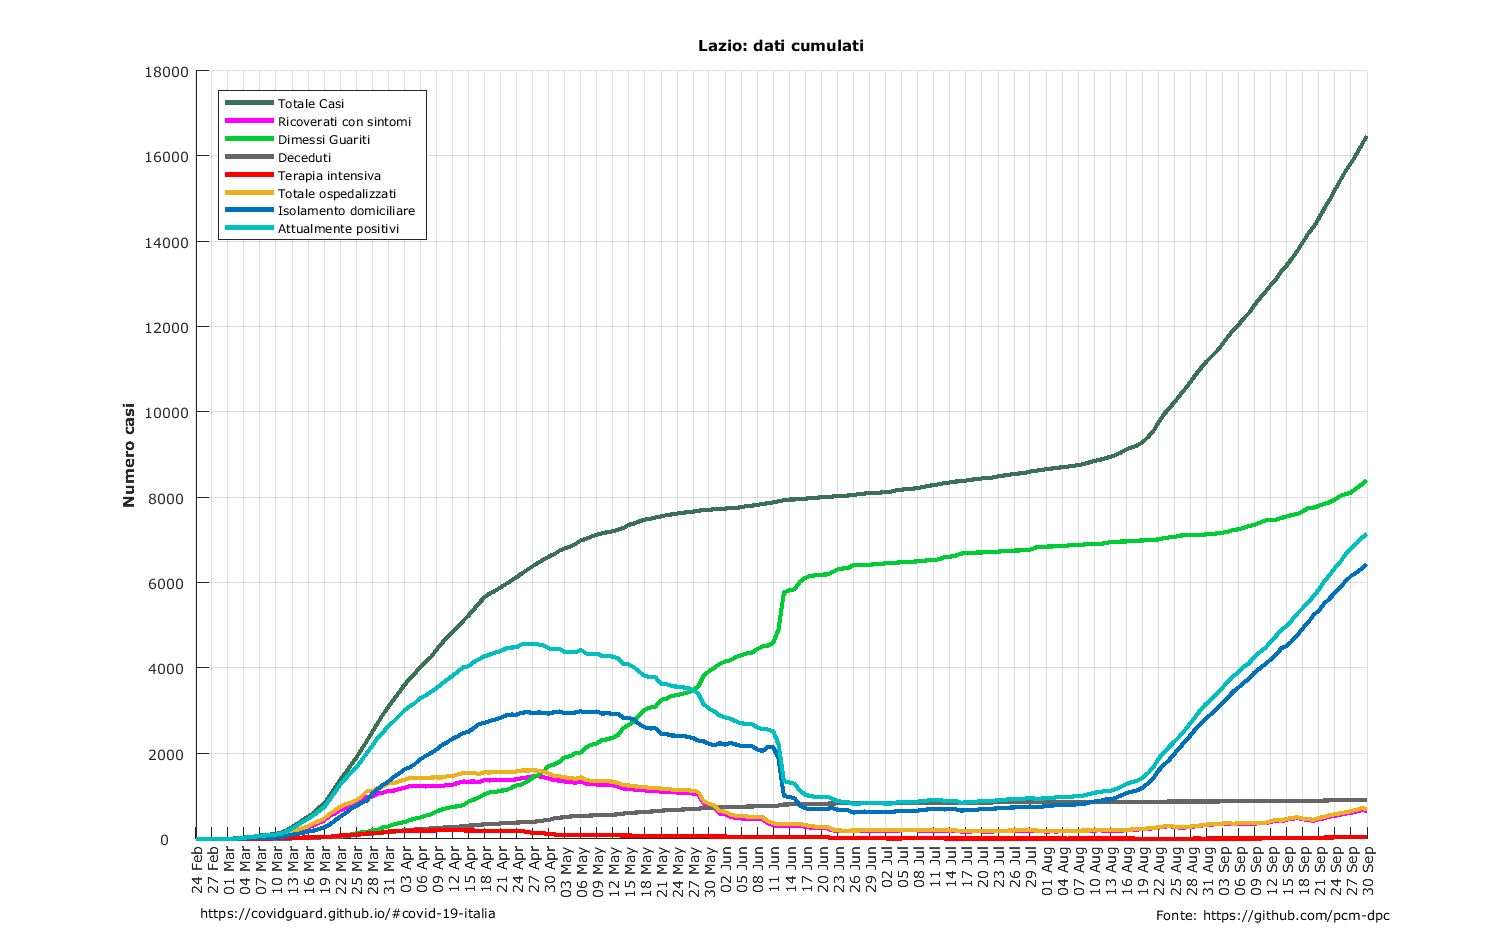 Lazio: dati cumulati
Numero casi
18000
16000
14000
12000
10000
8000
6000
4000
2000
0
Totale Casi
Ricoverati con sintomi
Dimessi Guariti
Deceduti
Terapia intensiva
Totale ospedalizzati
Isolamento domiciliare
Attualmente positivi
24 Feb
27 Feb
01 Mar
04 Mar
07 Mar
10 Mar
13 Mar
16 Mar
19 Mar
22 Mar
25 Mar
28 Mar
31 Mar
03 Apr
06 Apr
09 Apr
12 Apr
15 Apr
18 Apr
21 Apr
24 Apr
27 Apr
30 Apr
03 May
06 May
09 May
12 May
15 May
18 May
21 May
24 May
27 May
30 May
02 Jun
05 Jun
08 Jun
11 Jun
14 Jun
17 Jun
20 Jun
23 Jun
26 Jun
29 Jun
02 Jul
05 Jul
08 Jul
11 Jul
14 Jul
17 Jul
20 Jul
23 Jul
26 Jul
29 Jul
01 Aug
04 Aug
07 Aug
10 Aug
13 Aug
16 Aug
19 Aug
22 Aug
25 Aug
28 Aug
31 Aug
03 Sep
06 Sep
09 Sep
12 Sep
15 Sep
18 Sep
21 Sep
24 Sep
27 Sep
30 Sep
https://covidguard.github.io/#covid-19-italia
Fonte: https://github.com/pcm-dpc